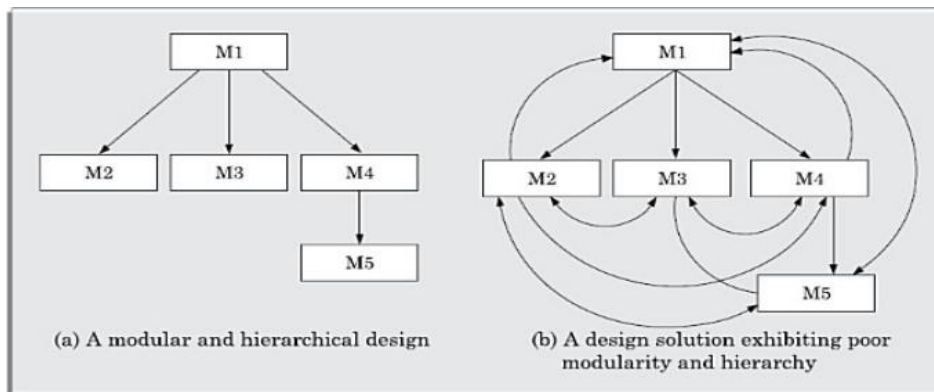 M1
M2
M3
M4
M5
(a) A modular and hierarchical design
M1
M2
M3
M4
M5
(b) A design solution exhibiting poor
modularity and hierarchy